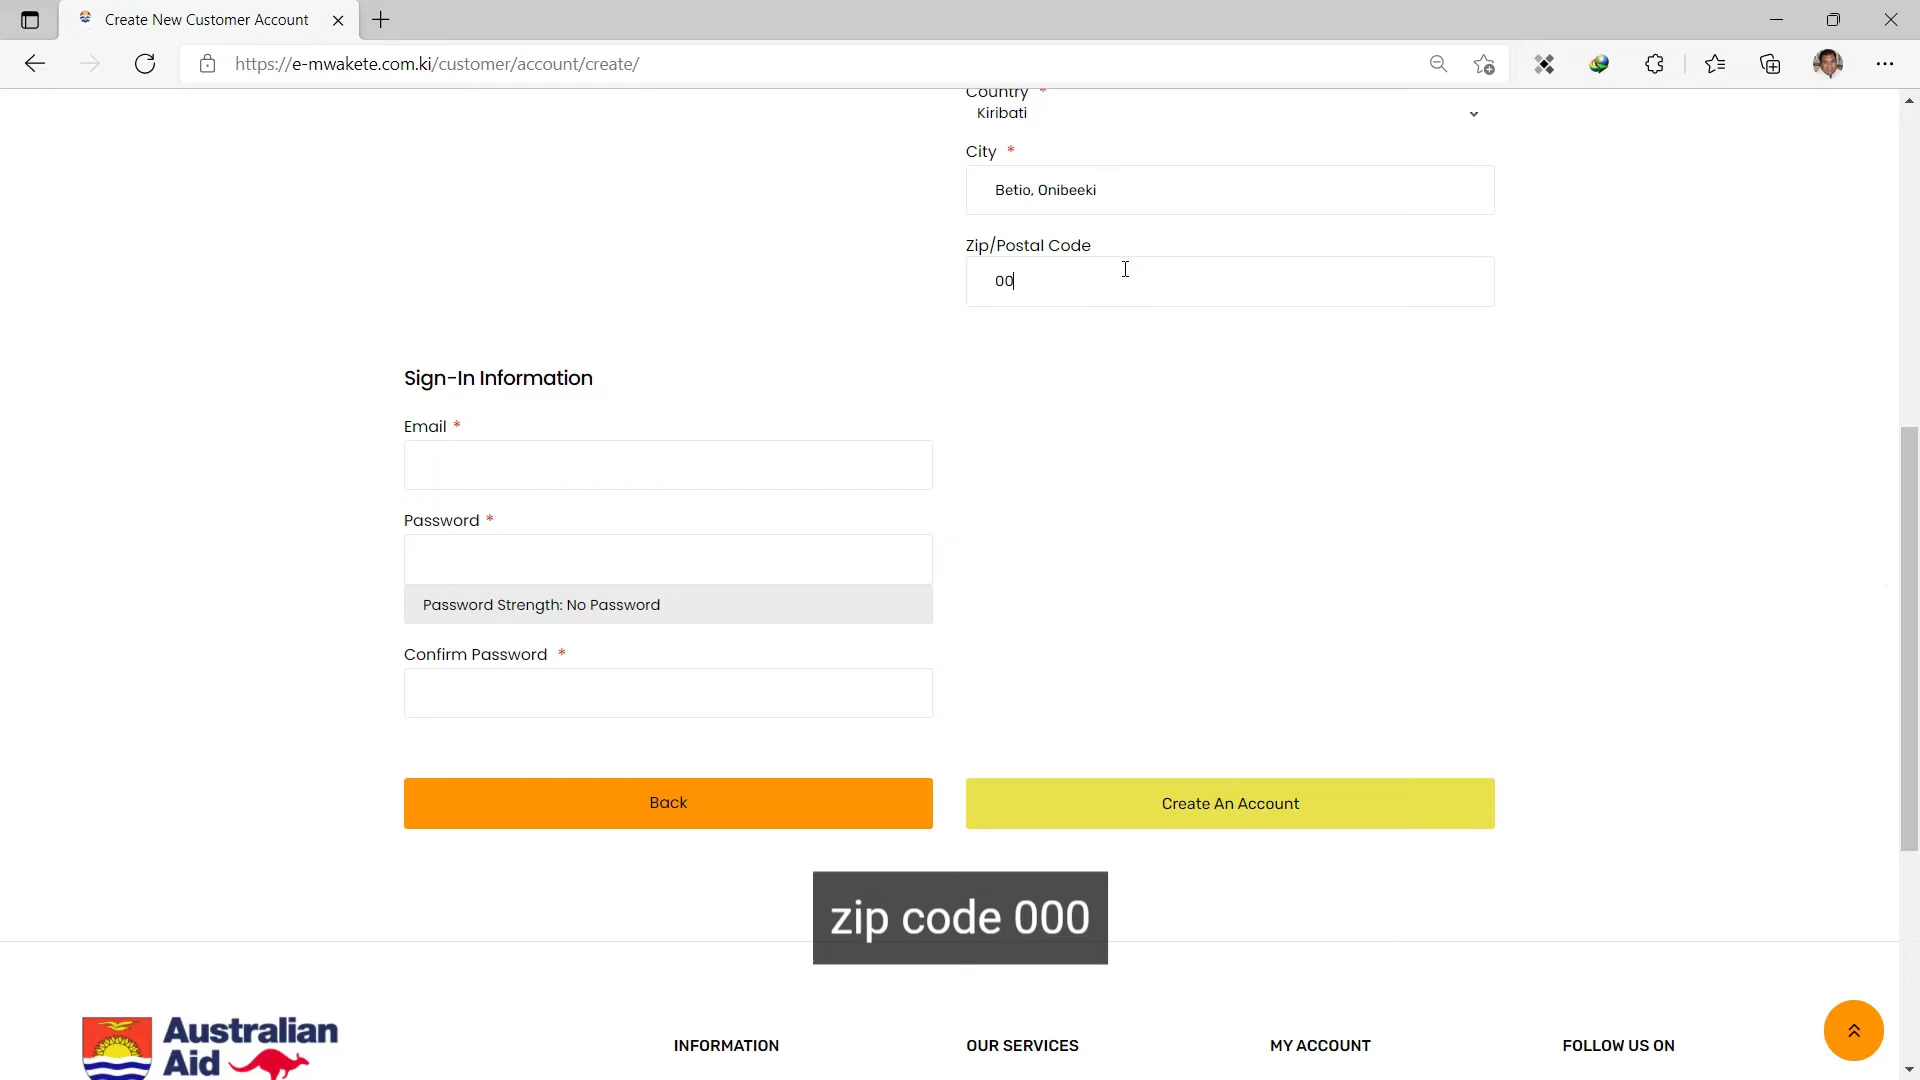 Create New Customer Account
https://e-mwakete.com.ki/customer/account/create/
Country *
Kiribati
City *
Betio, Onibeeki
Zip/Postal Code
00
Sign-In Information
Email *
Password *
Password Strength: No Password
Confirm Password *
Back
Create An Account
zip code 000
Australian
Aid
INFORMATION
OUR SERVICES
MY ACCOUNT
FOLLOW US ON